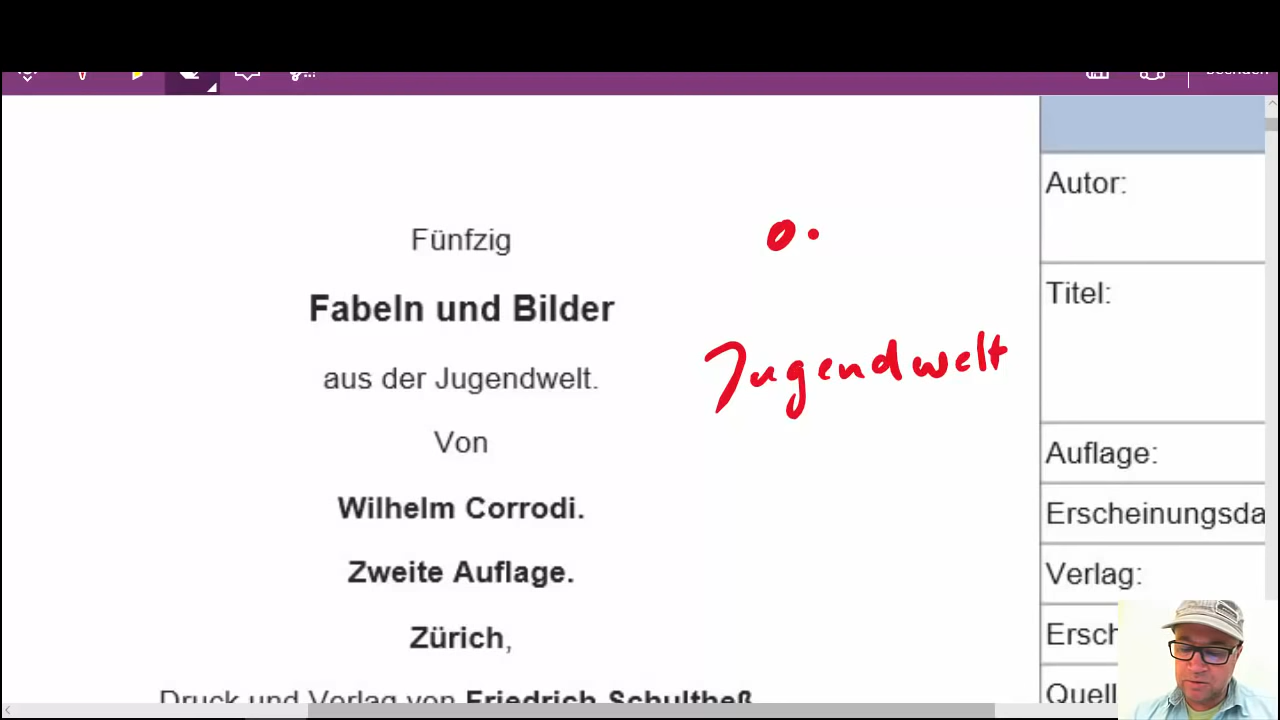 Fünfzig
Fabeln und Bilder
aus der Jugendwelt.
Von
Wilhelm Corrodi.
Zweite Auflage.
Zürich,
Druck und Verlag von Friedrich Schultheß
o.
Jugendwelt
Autor:
Titel:
Auflage:
Erscheinungsda
Verlag:
Ersch
Quell
Beenden